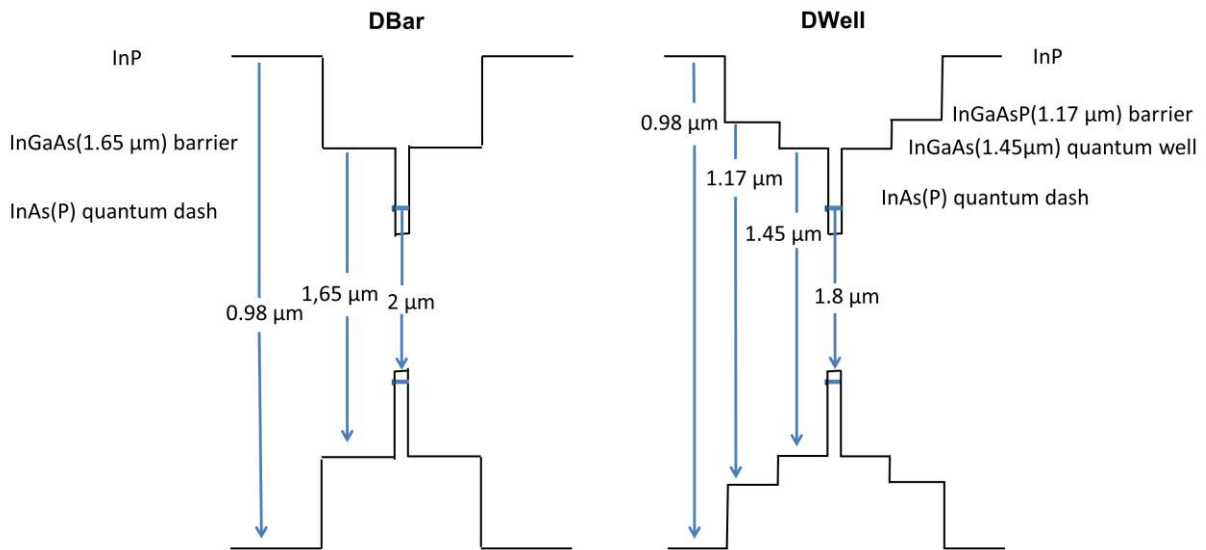 DBar
DWell
InP
InP
InGaAs(1.65 µm) barrier
InAs(P) quantum dash
0.98 µm
1,65 µm
2 µm
0.98 µm
1.17 µm
1.45 µm
1.8 µm
InGaAsP(1.17 µm) barrier
InGaAs(1.45µm) quantum well
InAs(P) quantum dash